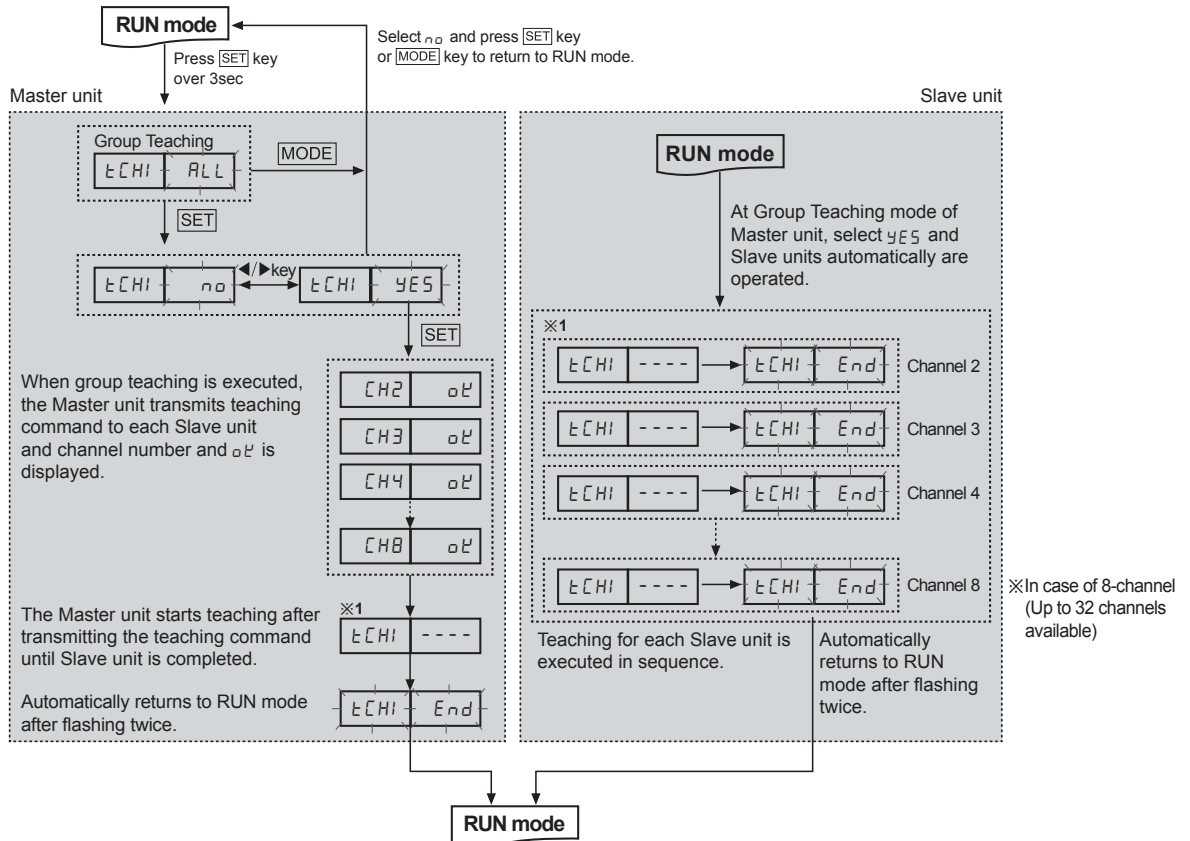 RUN mode
Select no and press SET key
or MODE key to return to RUN mode.
Press SET key
over 3sec
Master unit
Group Teaching
tCH1 ALL
MODE
SET
tCH1 no
◀/▶key
tCH1 YES
SET
When group teaching is executed,
the Master unit transmits teaching
command to each Slave unit
and channel number and ok is
displayed.
CH2 ok
CH3 ok
CH4 ok
CH8 ok
The Master unit starts teaching after
transmitting the teaching command
until Slave unit is completed.
※1
tCH1 ----
Automatically returns to RUN mode
after flashing twice.
tCH1 End
Slave unit
RUN mode
At Group Teaching mode of
Master unit, select YES and
Slave units automatically are
operated.
※1
tCH1 ---- tCH1 End Channel 2
tCH1 ---- tCH1 End Channel 3
tCH1 ---- tCH1 End Channel 4
tCH1 ---- tCH1 End Channel 8
※In case of 8-channel
(Up to 32 channels
available)
Teaching for each Slave unit is
executed in sequence.
Automatically
returns to RUN
mode after flashing
twice.
RUN mode